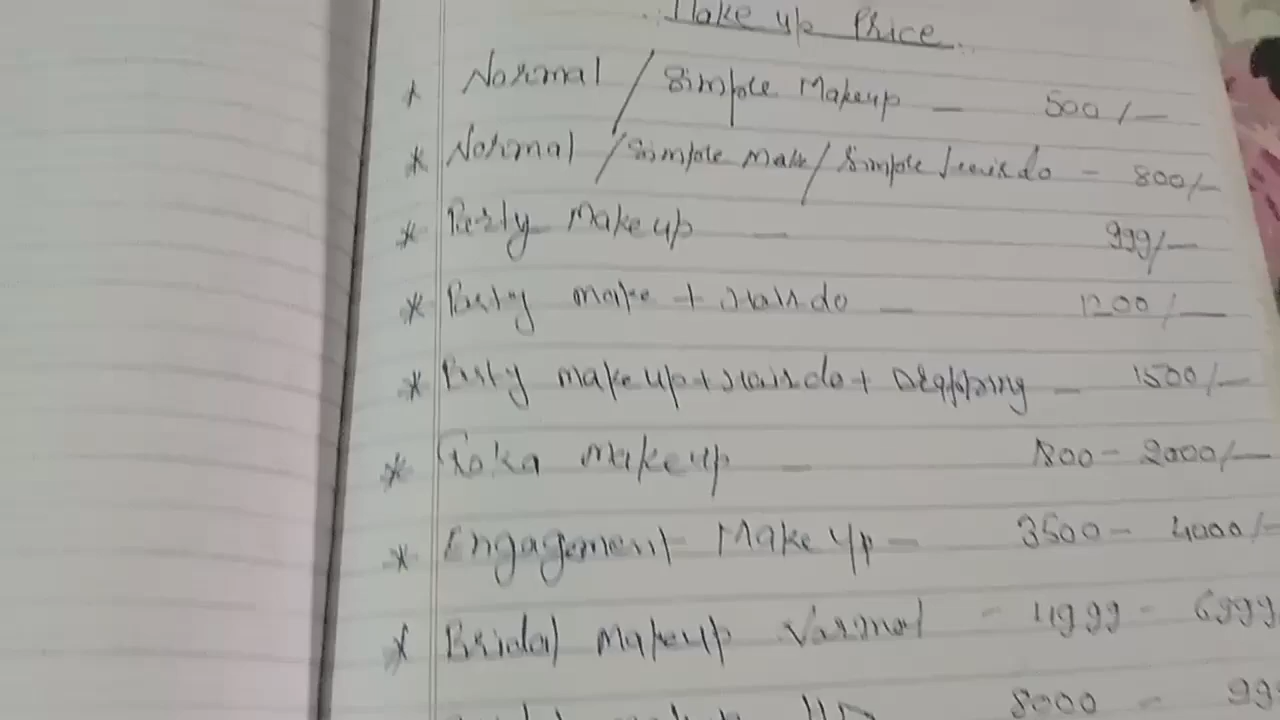 Make up Price
* Normal / Simple Makeup - 500/-
* Normal / Simple Make / Simple Hairdo - 800/-
* Party Makeup - 999/-
* Party make + Hairdo - 1200/-
* Party makeup + Hairdo + Drapping - 1500/-
* Roka Makeup - 1800 - 2000/-
* Engagement Make up - 3500 - 4000/-
* Bridal Makeup Normal - 4999 - 6999
8000 - 99